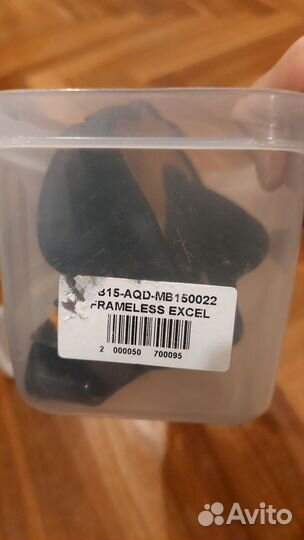 B15-AQD-MB150022
FRAMELESS EXCEL
2 000050 700095
Avito